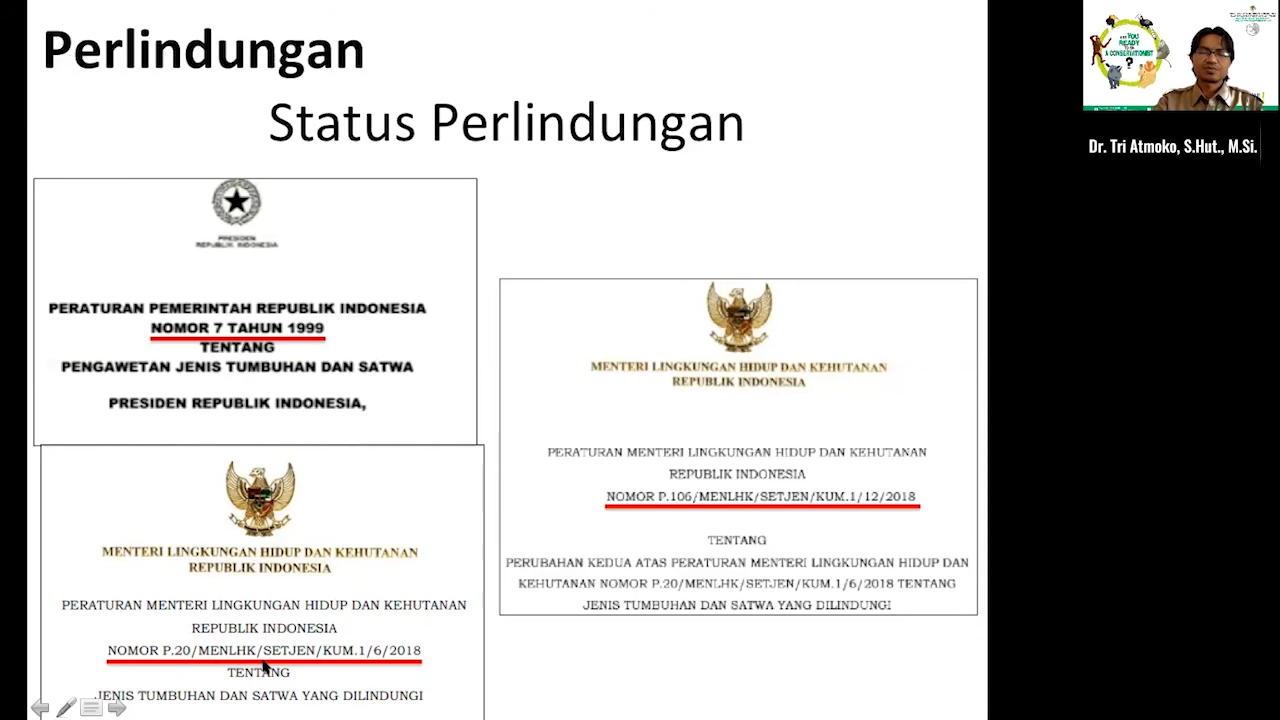 Perlindungan
Status Perlindungan
PRESIDEN
REPUBLIK INDONESIA
PERATURAN PEMERINTAH REPUBLIK INDONESIA
NOMOR 7 TAHUN 1999
TENTANG
PENGAWETAN JENIS TUMBUHAN DAN SATWA
PRESIDEN REPUBLIK INDONESIA,
MENTERI LINGKUNGAN HIDUP DAN KEHUTANAN
REPUBLIK INDONESIA
PERATURAN MENTERI LINGKUNGAN HIDUP DAN KEHUTANAN
REPUBLIK INDONESIA
NOMOR P.20/MENLHK/SETJEN/KUM.1/6/2018
TENTANG
JENIS TUMBUHAN DAN SATWA YANG DILINDUNGI
MENTERI LINGKUNGAN HIDUP DAN KEHUTANAN
REPUBLIK INDONESIA
PERATURAN MENTERI LINGKUNGAN HIDUP DAN KEHUTANAN
REPUBLIK INDONESIA
NOMOR P.106/MENLHK/SETJEN/KUM.1/12/2018
TENTANG
PERUBAHAN KEDUA ATAS PERATURAN MENTERI LINGKUNGAN HIDUP DAN
KEHUTANAN NOMOR P.20/MENLHK/SETJEN/KUM.1/6/2018 TENTANG
JENIS TUMBUHAN DAN SATWA YANG DILINDUNGI
YOU
READY
A CONSERVATIONIST
?
Dr. Tri Atmoko, S.Hut., M.Si.